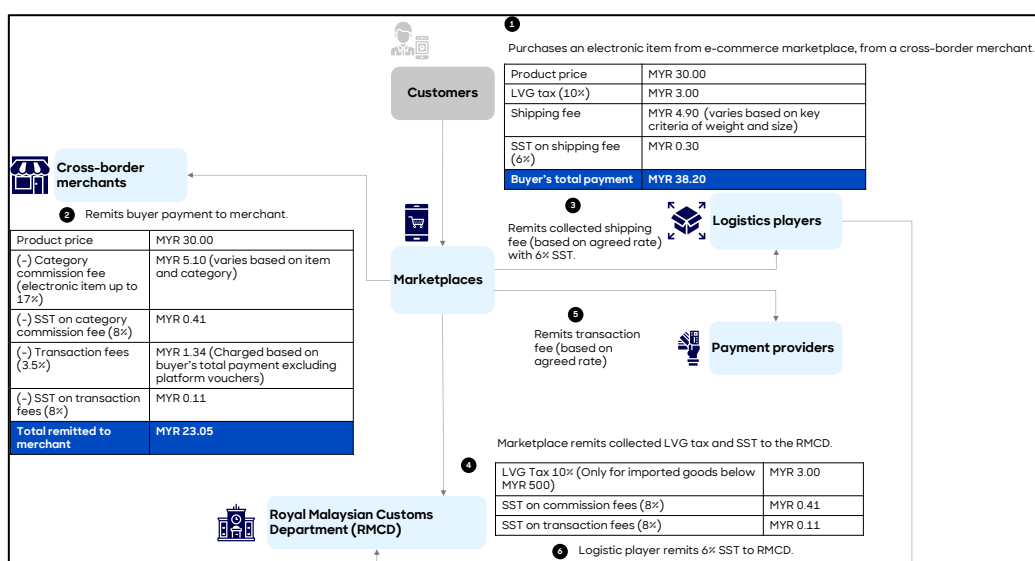 1
Purchases an electronic item from e-commerce marketplace, from a cross-border merchant.
Customers
Product price MYR 30.00
LVG tax (10%) MYR 3.00
Shipping fee MYR 4.90 (varies based on key
criteria of weight and size)
SST on shipping fee MYR 0.30
(6%)
Buyer's total payment MYR 38.20
Cross-border
merchants
2 Remits buyer payment to merchant.
Product price MYR 30.00
(-) Category MYR 5.10 (varies based on item
commission fee and category)
(electronic item up to
17%)
(-) SST on category MYR 0.41
commission fee (8%)
(-) Transaction fees MYR 1.34 (Charged based on
(3.5%) buyer's total payment excluding
platform vouchers)
(-) SST on transaction MYR 0.11
fees (8%)
Total remitted to MYR 23.05
merchant
Marketplaces
3
Remits collected shipping
fee (based on agreed rate)
with 6% SST.
Logistics players
5
Remits transaction
fee (based on
agreed rate)
Payment providers
Marketplace remits collected LVG tax and SST to the RMCD.
4
LVG Tax 10% (Only for imported goods below MYR 3.00
MYR 500)
SST on commission fees (8%) MYR 0.41
SST on transaction fees (8%) MYR 0.11
Royal Malaysian Customs
Department (RMCD)
6 Logistic player remits 6% SST to RMCD.